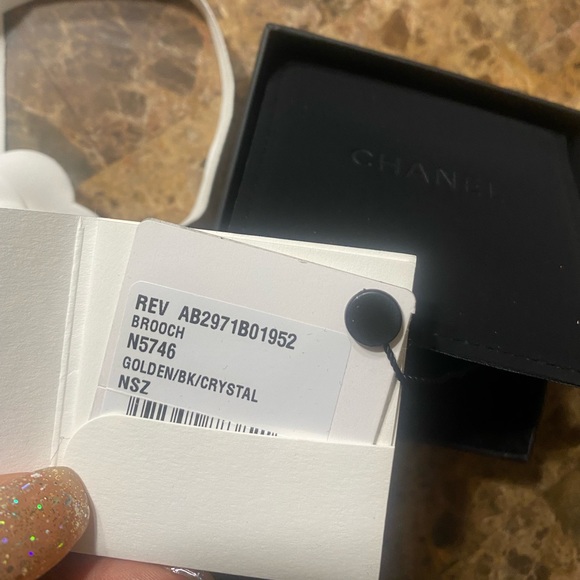 CHANEL
REV AB2971B01952
BROOCH
N5746
GOLDEN/BK/CRYSTAL
NSZ